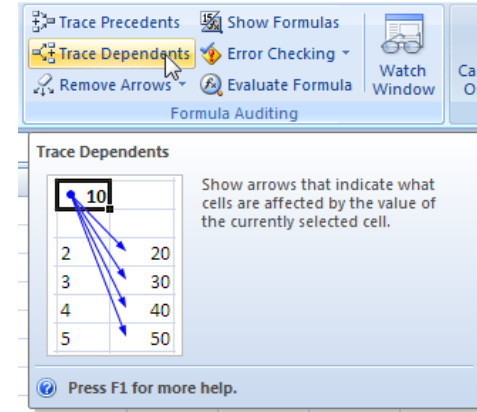 Trace Precedents Show Formulas
Trace Dependents Error Checking
Remove Arrows Evaluate Formula
Watch
Window
Ca
O
Formula Auditing
Trace Dependents
10
2 20
3 30
4 40
5 50
Show arrows that indicate what
cells are affected by the value of
the currently selected cell.
Press F1 for more help.